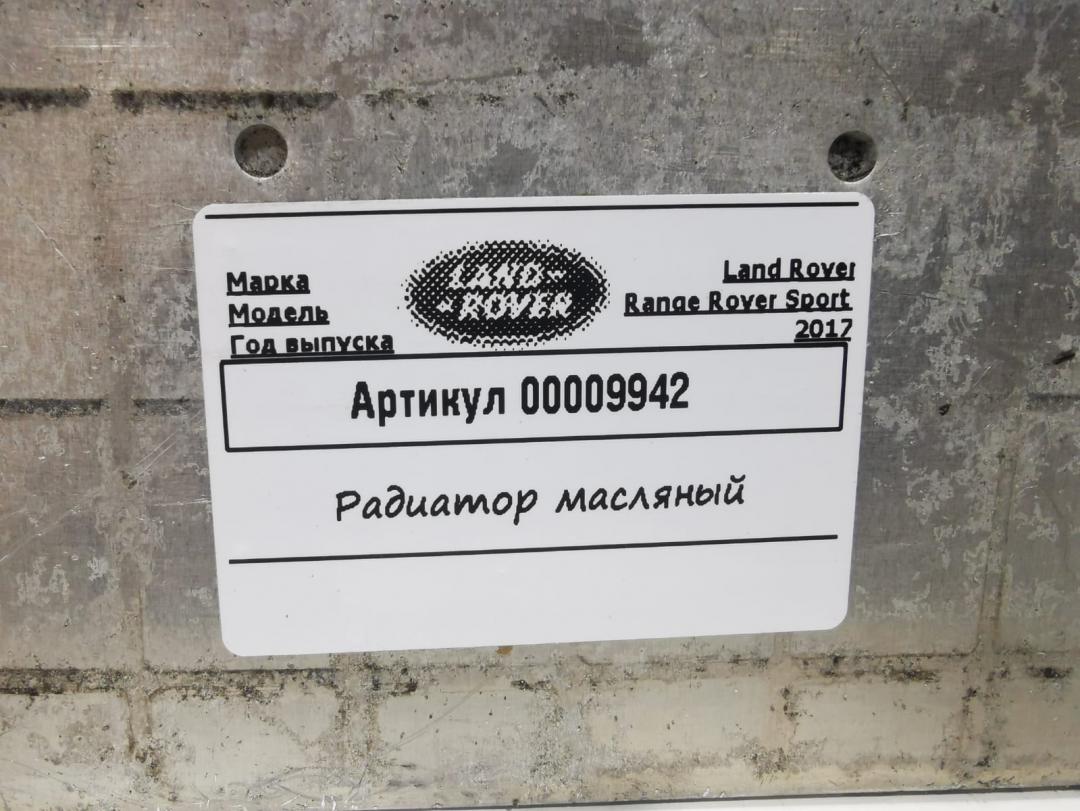 Марка
Модель
Год выпуска
LAND-
-ROVER
Land Rover
Range Rover Sport
2017
Артикул 00009942
Радиатор масляный